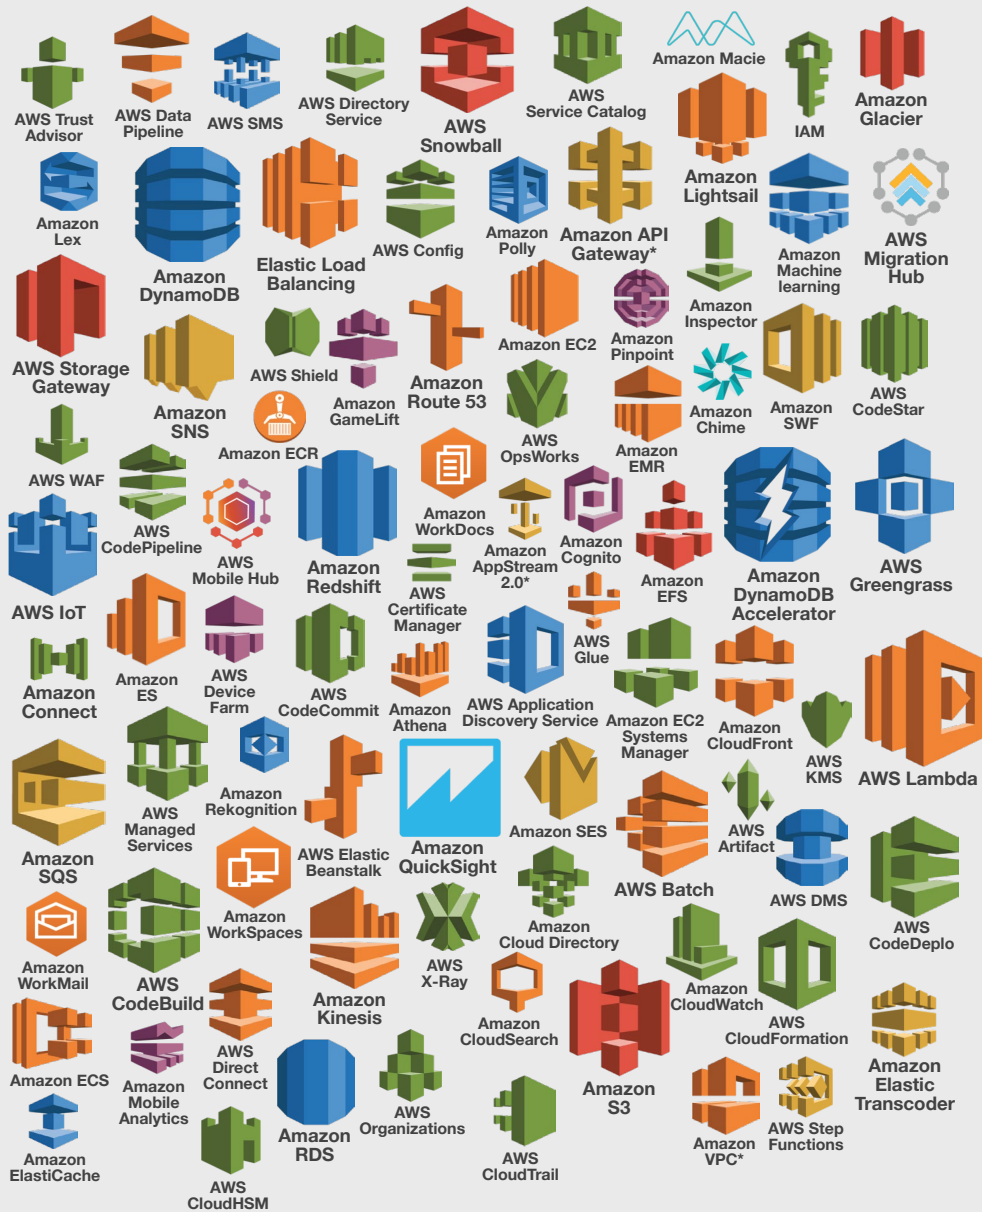 Amazon Macie
AWS Trust
Advisor
AWS Data
Pipeline
AWS SMS
AWS Directory
Service
AWS
Snowball
AWS
Service Catalog
IAM
Amazon
Glacier
Amazon
Lex
Amazon
DynamoDB
Elastic Load
Balancing
AWS Config
Amazon
Polly
Amazon API
Gateway*
Amazon
Lightsail
Amazon
Machine
learning
AWS
Migration
Hub
AWS Storage
Gateway
Amazon
SNS
AWS Shield
Amazon
GameLift
Amazon
Route 53
Amazon EC2
Amazon
Pinpoint
Amazon
Inspector
Amazon
Chime
Amazon
SWF
AWS
CodeStar
AWS WAF
Amazon ECR
AWS
OpsWorks
Amazon
EMR
AWS
CodePipeline
AWS
Mobile Hub
Amazon
Redshift
Amazon
WorkDocs
Amazon
AppStream
2.0*
Amazon
Cognito
Amazon
EFS
Amazon
DynamoDB
Accelerator
AWS
Greengrass
AWS IoT
AWS
Certificate
Manager
AWS
Glue
Amazon
Connect
Amazon
ES
AWS
Device
Farm
AWS
CodeCommit
Amazon
Athena
AWS Application
Discovery Service
Amazon EC2
Systems
Manager
Amazon
CloudFront
AWS
KMS
AWS Lambda
Amazon
SQS
AWS
Managed
Services
Amazon
Rekognition
AWS Elastic
Beanstalk
Amazon
QuickSight
Amazon SES
AWS Batch
AWS
Artifact
AWS DMS
AWS
CodeDeplo
Amazon
WorkMail
AWS
CodeBuild
Amazon
WorkSpaces
Amazon
Kinesis
AWS
X-Ray
Amazon
Cloud Directory
Amazon
CloudSearch
Amazon
CloudWatch
AWS
CloudFormation
Amazon
Elastic
Transcoder
Amazon ECS
Amazon
Mobile
Analytics
AWS
Direct
Connect
Amazon
RDS
AWS
Organizations
Amazon
S3
Amazon
VPC*
AWS Step
Functions
Amazon
ElastiCache
AWS
CloudHSM
AWS
CloudTrail